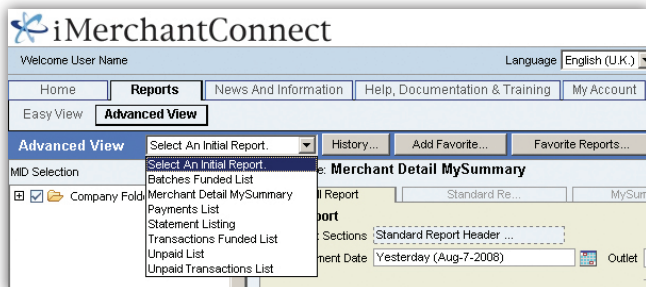 iMerchantConnect
Welcome User Name Language English (U.K.)
Home Reports News And Information Help, Documentation & Training My Account
Easy View Advanced View
Advanced View Select An Initial Report. History... Add Favorite... Favorite Reports...
MID Selection Select An Initial Report. Merchant Detail MySummary
Batches Funded List
Company Merchant Detail MySummary Report Standard Re... MySum
Payments List
Statement Listing Sections Standard Report Header ...
Transactions Funded List Date Yesterday (Aug-7-2008) Outlet
Unpaid List
Unpaid Transactions List